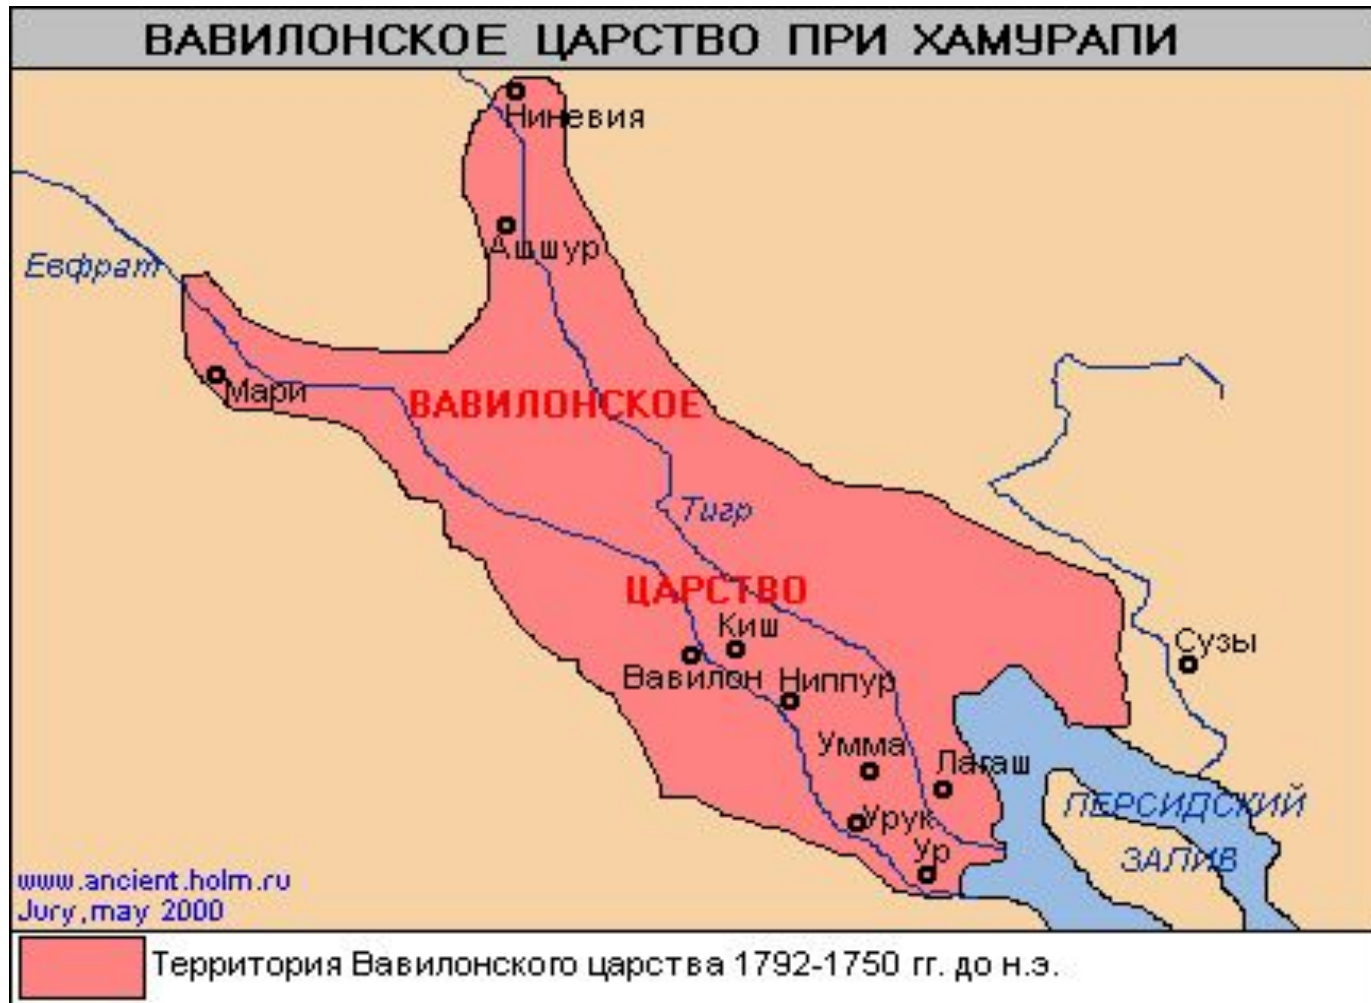 ВАВИЛОНСКОЕ ЦАРСТВО ПРИ ХАМУРАПИ
Ниневия
Ашшур
Евфрат
Мари
ВАВИЛОНСКОЕ
Тигр
ЦАРСТВО
Киш
Сузы
Вавилон
Ниппур
Умма
Лагаш
ПЕРСИДСКИЙ
Урук
Ур
ЗАЛИВ
www.ancient.holm.ru
Jury,may 2000
Территория Вавилонского царства 1792-1750 гг. до н.э.